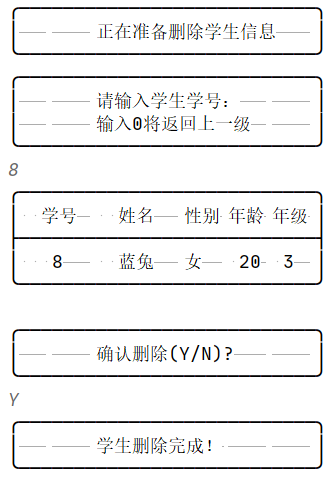 正在准备删除学生信息
请输入学生学号：
输入0将返回上一级
8
学号 姓名 性别 年龄 年级
8 蓝兔 女 20 3
确认删除(Y/N)?
Y
学生删除完成！